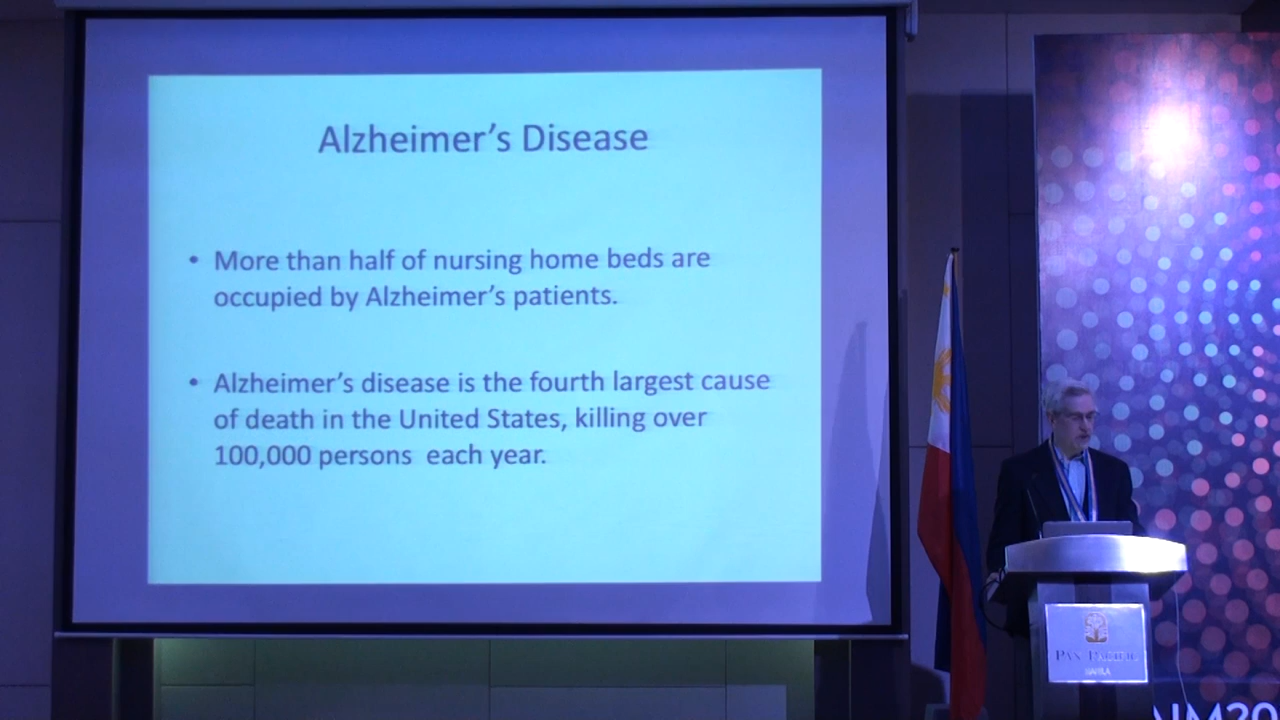 Alzheimer's Disease
• More than half of nursing home beds are
occupied by Alzheimer's patients.
• Alzheimer's disease is the fourth largest cause
of death in the United States, killing over
100,000 persons each year.
PAN PACIFIC
MANILA